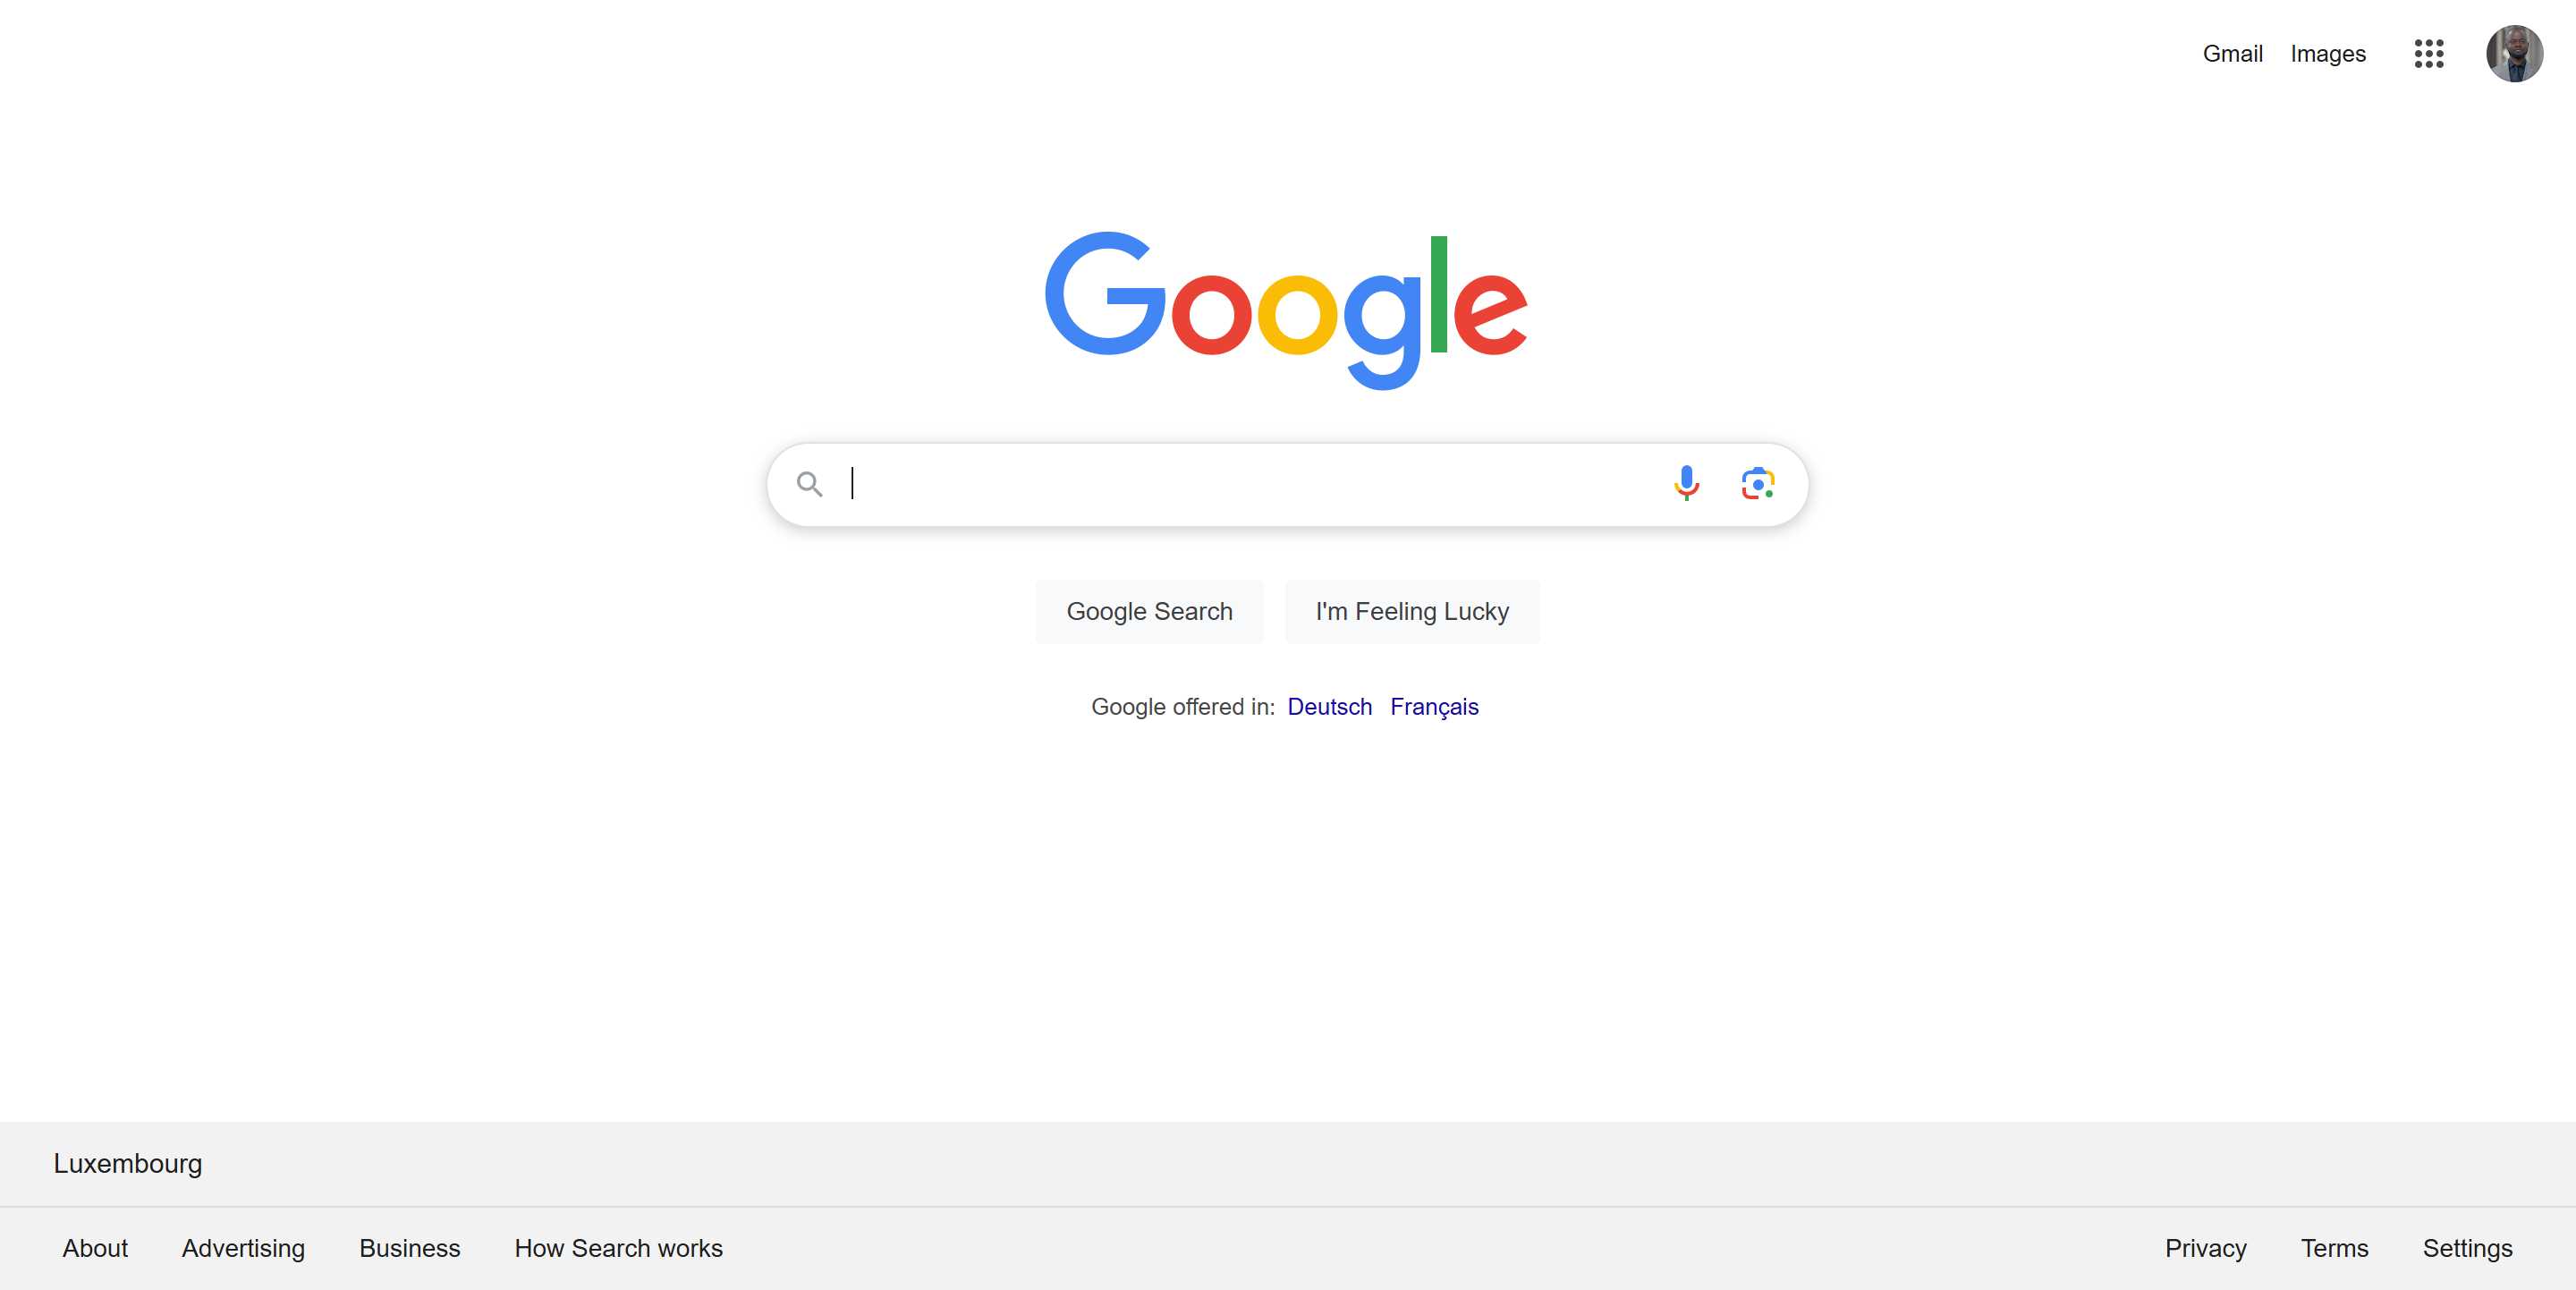 Gmail Images
Google
Google Search I'm Feeling Lucky
Google offered in: Deutsch Français
Luxembourg
About Advertising Business How Search works Privacy Terms Settings